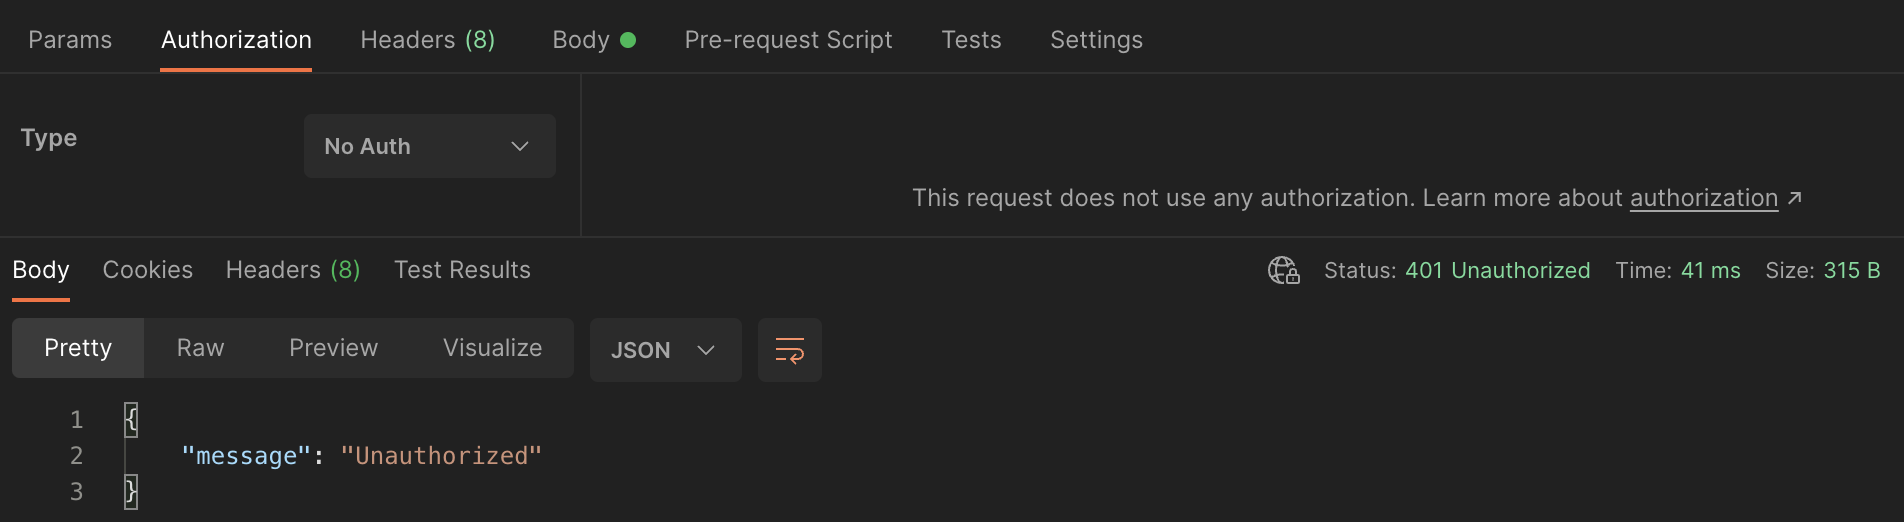 Params Authorization Headers (8) Body Pre-request Script Tests Settings
Type No Auth
This request does not use any authorization. Learn more about authorization ↗
Body Cookies Headers (8) Test Results Status: 401 Unauthorized Time: 41 ms Size: 315 B
Pretty Raw Preview Visualize JSON
1 {
2 "message": "Unauthorized"
3 }